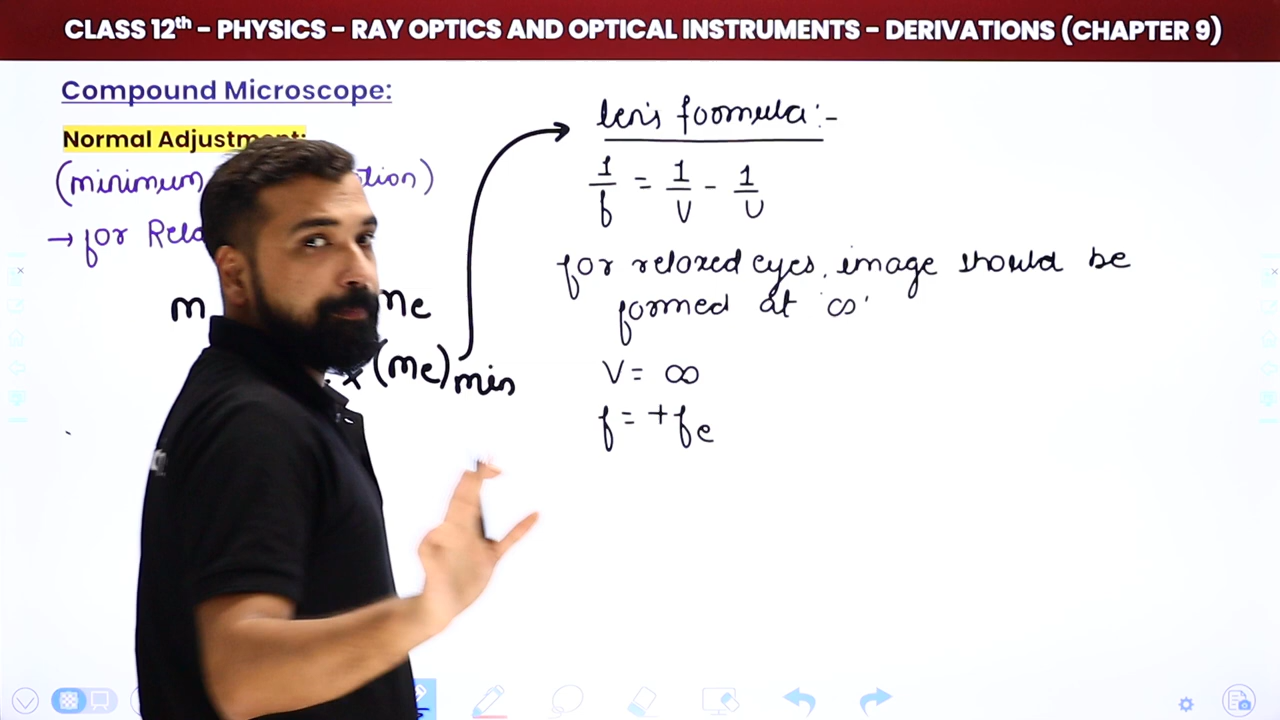 CLASS 12th - PHYSICS - RAY OPTICS AND OPTICAL INSTRUMENTS - DERIVATIONS (CHAPTER 9)
Compound Microscope:
Normal Adjustment:
(minimum
→ for
me
x (me)min
len's foomula:-
1/f = 1/v - 1/u
for reloxed eyes, image should be
formed at ∞'
v = ∞
f = +fe